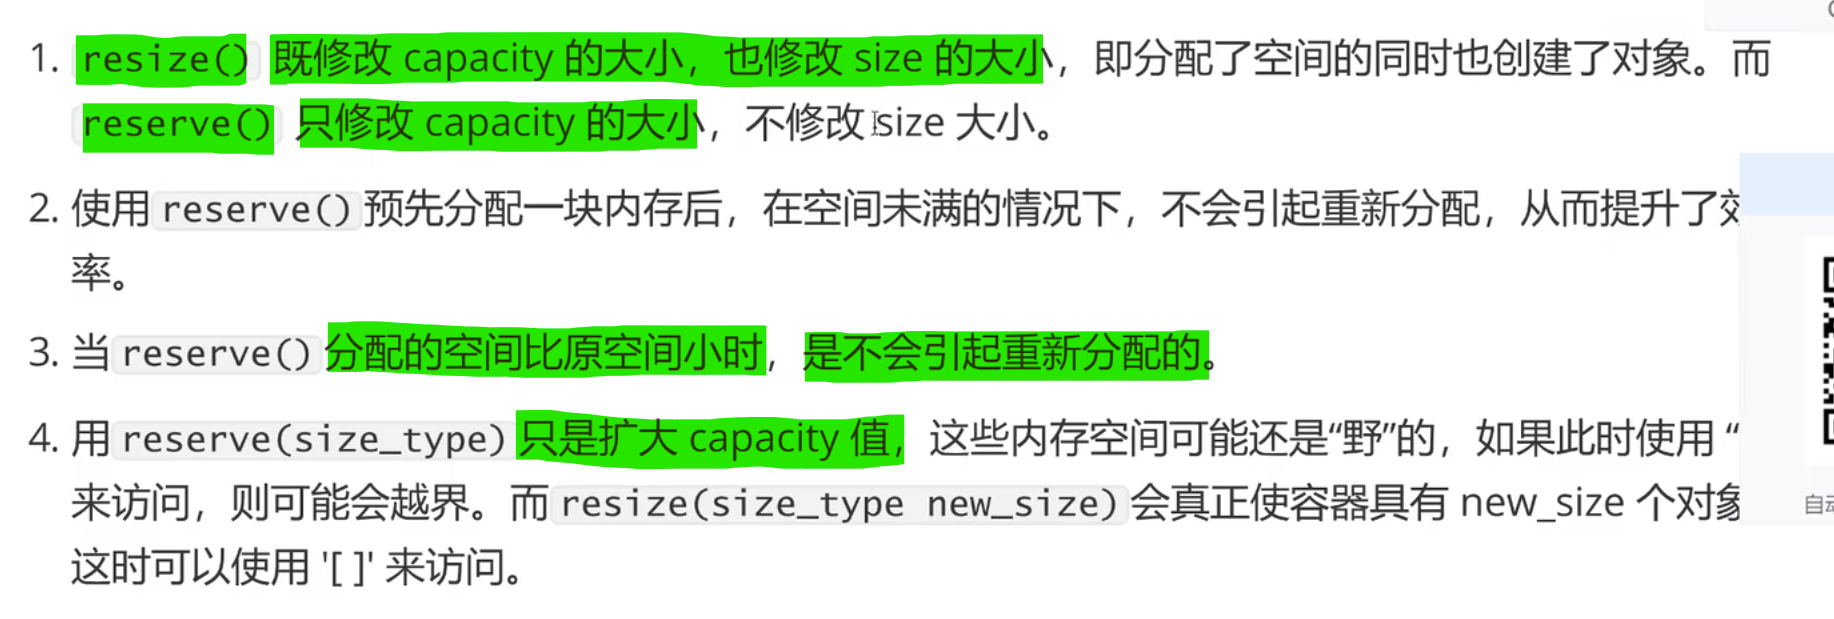 1. resize() 既修改 capacity 的大小，也修改 size 的大小，即分配了空间的同时也创建了对象。而
reserve() 只修改 capacity 的大小，不修改 size 大小。
2. 使用 reserve() 预先分配一块内存后，在空间未满的情况下，不会引起重新分配，从而提升了效
率。
3. 当 reserve() 分配的空间比原空间小时，是不会引起重新分配的。
4. 用 reserve(size_type) 只是扩大 capacity 值，这些内存空间可能还是“野”的，如果此时使用 “
来访问，则可能会越界。而 resize(size_type new_size) 会真正使容器具有 new_size 个对象
自动
这时可以使用 '[ ]' 来访问。